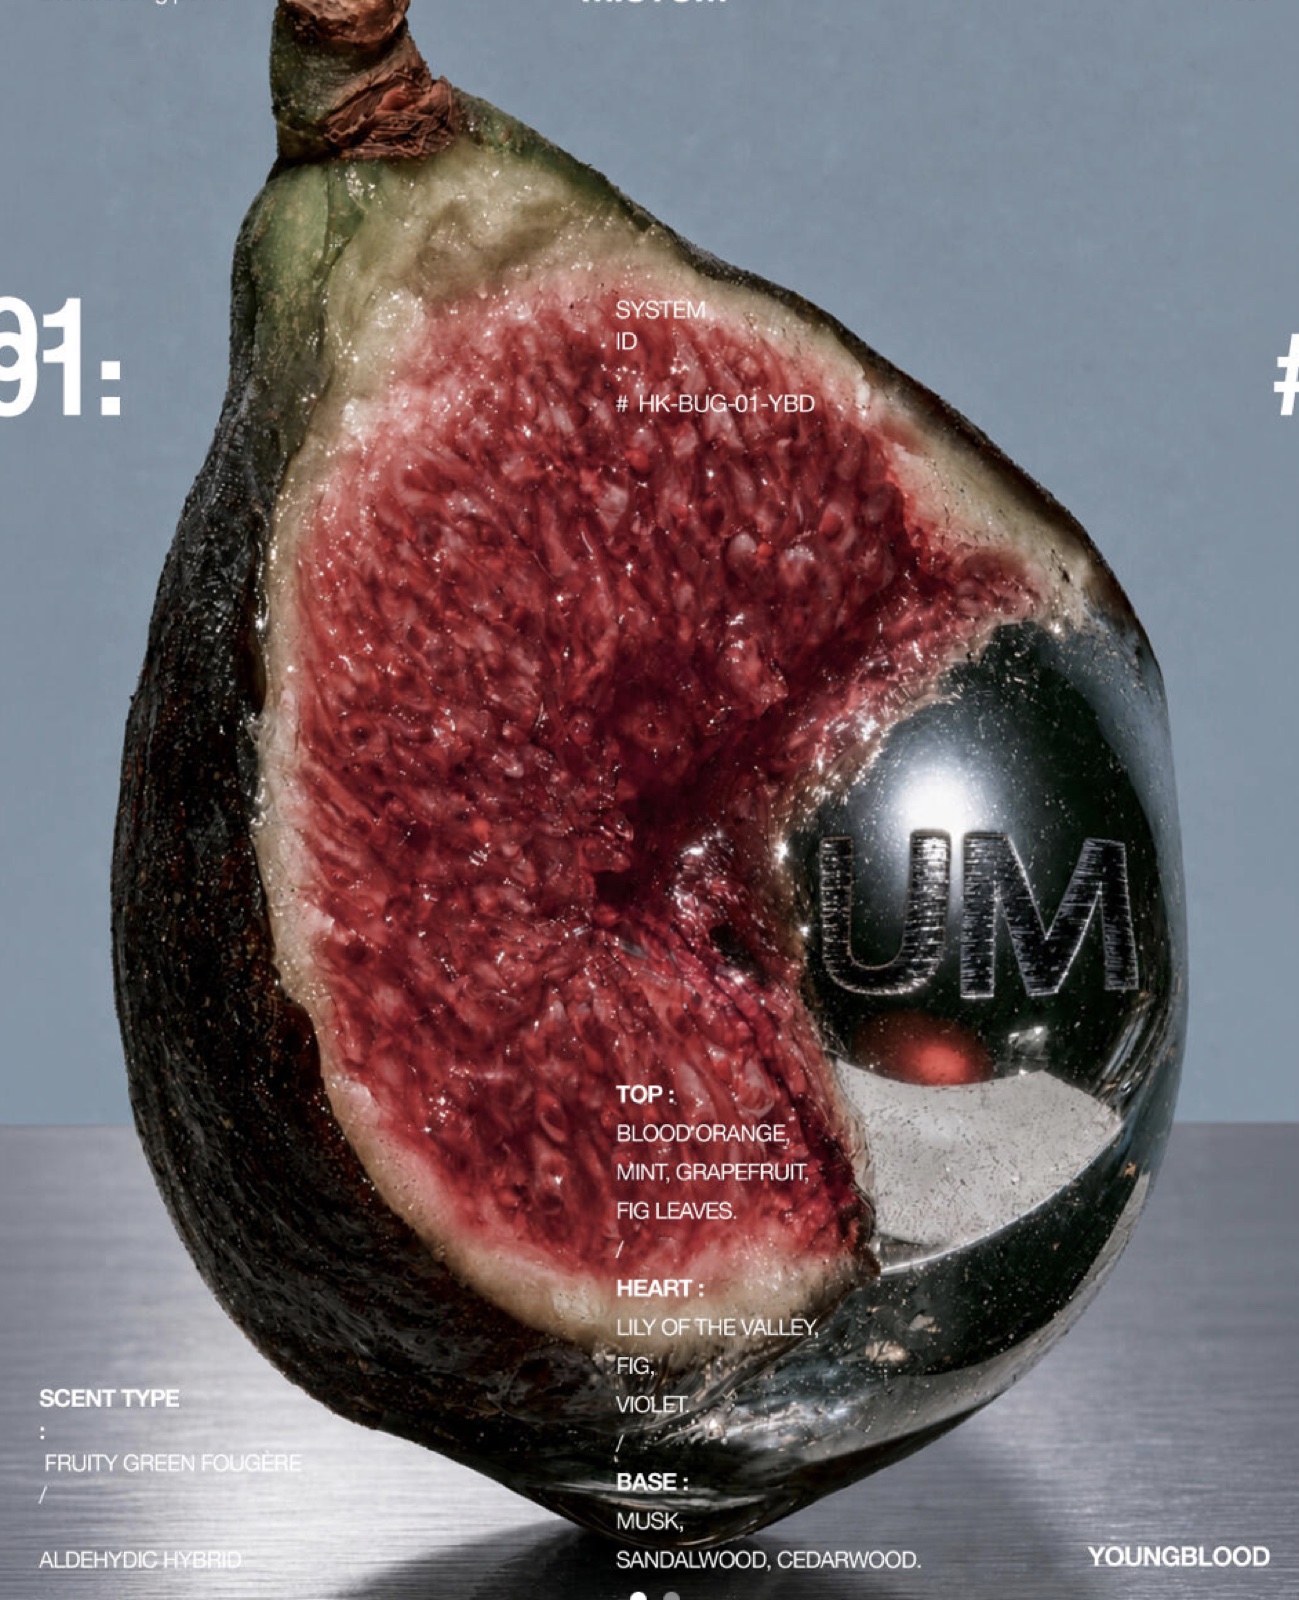 91:
#
SYSTEM
ID
:
# HK-BUG-01-YBD
UM
TOP :
BLOOD ORANGE,
MINT, GRAPEFRUIT,
FIG LEAVES.
/
HEART :
LILY OF THE VALLEY,
FIG,
VIOLET.
/
BASE :
MUSK,
SANDALWOOD, CEDARWOOD.
SCENT TYPE
:
FRUITY GREEN FOUGÈRE
/
ALDEHYDIC HYBRID
YOUNGBLOOD